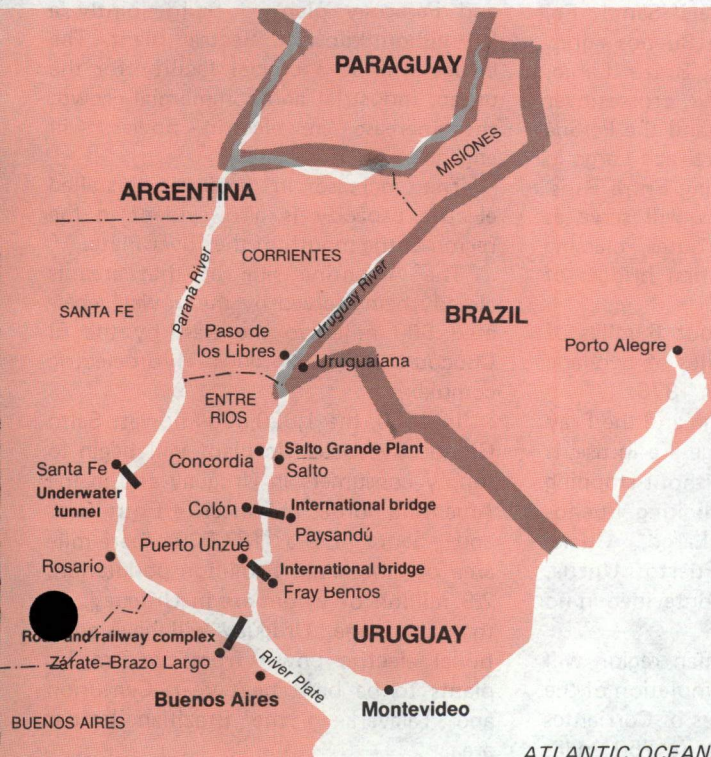 PARAGUAY
MISIONES
ARGENTINA
CORRIENTES
Paraná River
Uruguay River
SANTA FE
BRAZIL
Paso de
los Libres
Uruguaiana
Porto Alegre
ENTRE
RIOS
Santa Fe
Underwater
tunnel
Concordia
Salto Grande Plant
Salto
Colón
International bridge
Paysandú
Puerto Unzué
International bridge
Fray Bentos
Rosario
URUGUAY
Road and railway complex
Zárate–Brazo Largo
River Plate
Buenos Aires
Montevideo
BUENOS AIRES
ATLANTIC OCEAN